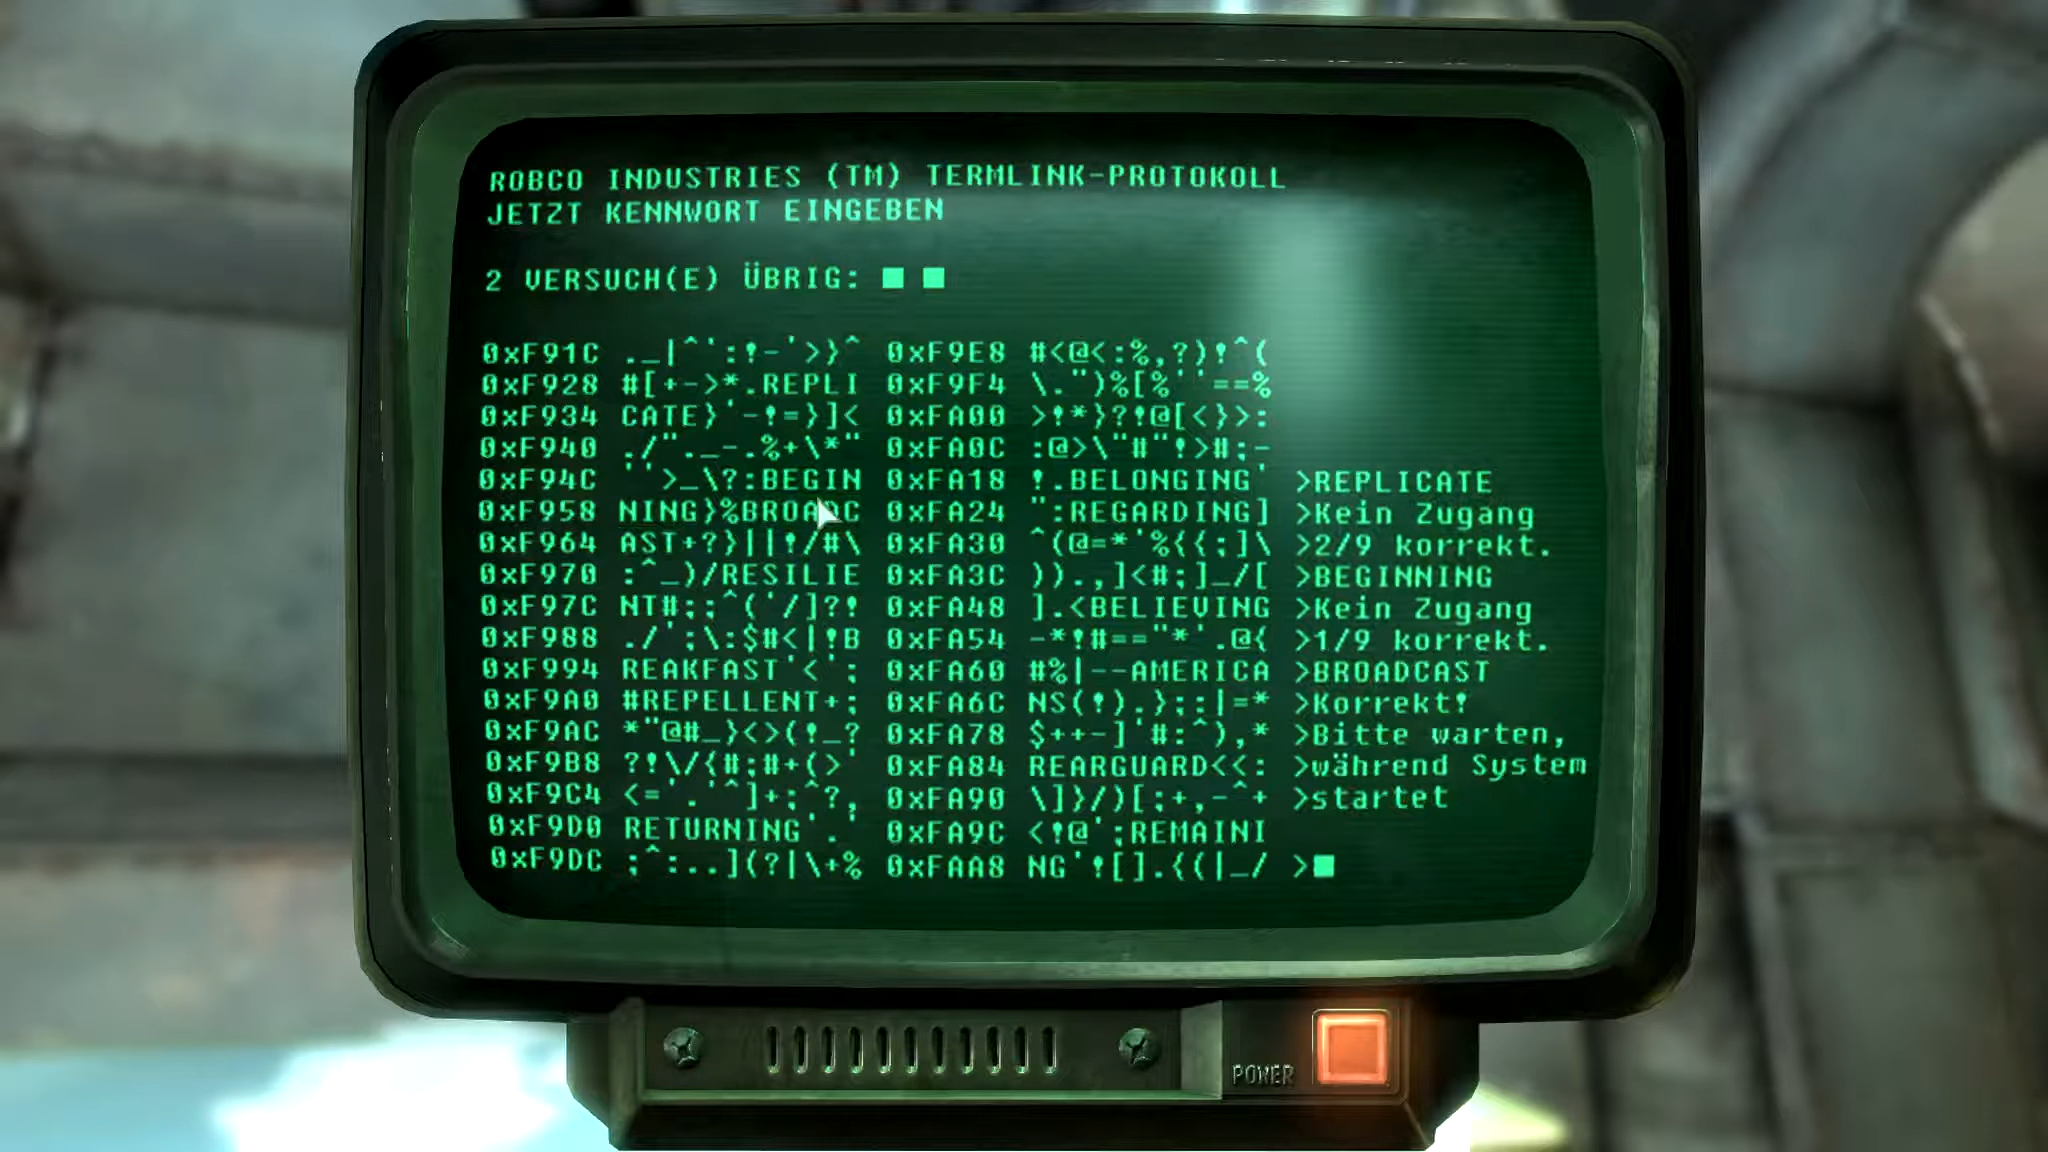 ROBCO INDUSTRIES (TM) TERMLINK-PROTOKOLL
JETZT KENNWORT EINGEBEN
2 VERSUCH(E) ÜBRIG: ■ ■
0xF91C ._|^':!-'>}^ 0xF9E8 #<@<:%,?)!^(
0xF928 #[+->*.REPLI 0xF9F4 \.")%[%''==%
0xF934 CATE}'-!=}]< 0xFA00 >!*}?!@[<}>:
0xF940 ./"._-.%+\*" 0xFA0C :@>\"#"!>#;-
0xF94C ''>_\?:BEGIN 0xFA18 !.BELONGING' >REPLICATE
0xF958 NING}%BROADC 0xFA24 ":REGARDING] >Kein Zugang
0xF964 AST+?}||!/#\ 0xFA30 ^(@=*'%{{;]\ >2/9 korrekt.
0xF970 :^_)/RESILIE 0xFA3C )).,]<#;]_/[ >BEGINNING
0xF97C NT#;;^('/]?! 0xFA48 ].<BELIEVING >Kein Zugang
0xF988 ./';\:$#<|!B 0xFA54 -*!#=="*'.@{ >1/9 korrekt.
0xF994 REAKFAST'<'; 0xFA60 #%|--AMERICA >BROADCAST
0xF9A0 #REPELLENT+; 0xFA6C NS(!).};:|=* >Korrekt!
0xF9AC *"@#_}<>(!_? 0xFA78 $++-]'#:^),* >Bitte warten,
0xF9B8 ?!\/{#;#+(>' 0xFA84 REARGUARD<<: >während System
0xF9C4 <='.'^]+;^?, 0xFA90 \]}/)[;+,-^+ >startet
0xF9D0 RETURNING'.' 0xFA9C <!@';REMAINI
0xF9DC ;^:..](?|\+% 0xFAA8 NG'![].{(|_/ >■
POWER